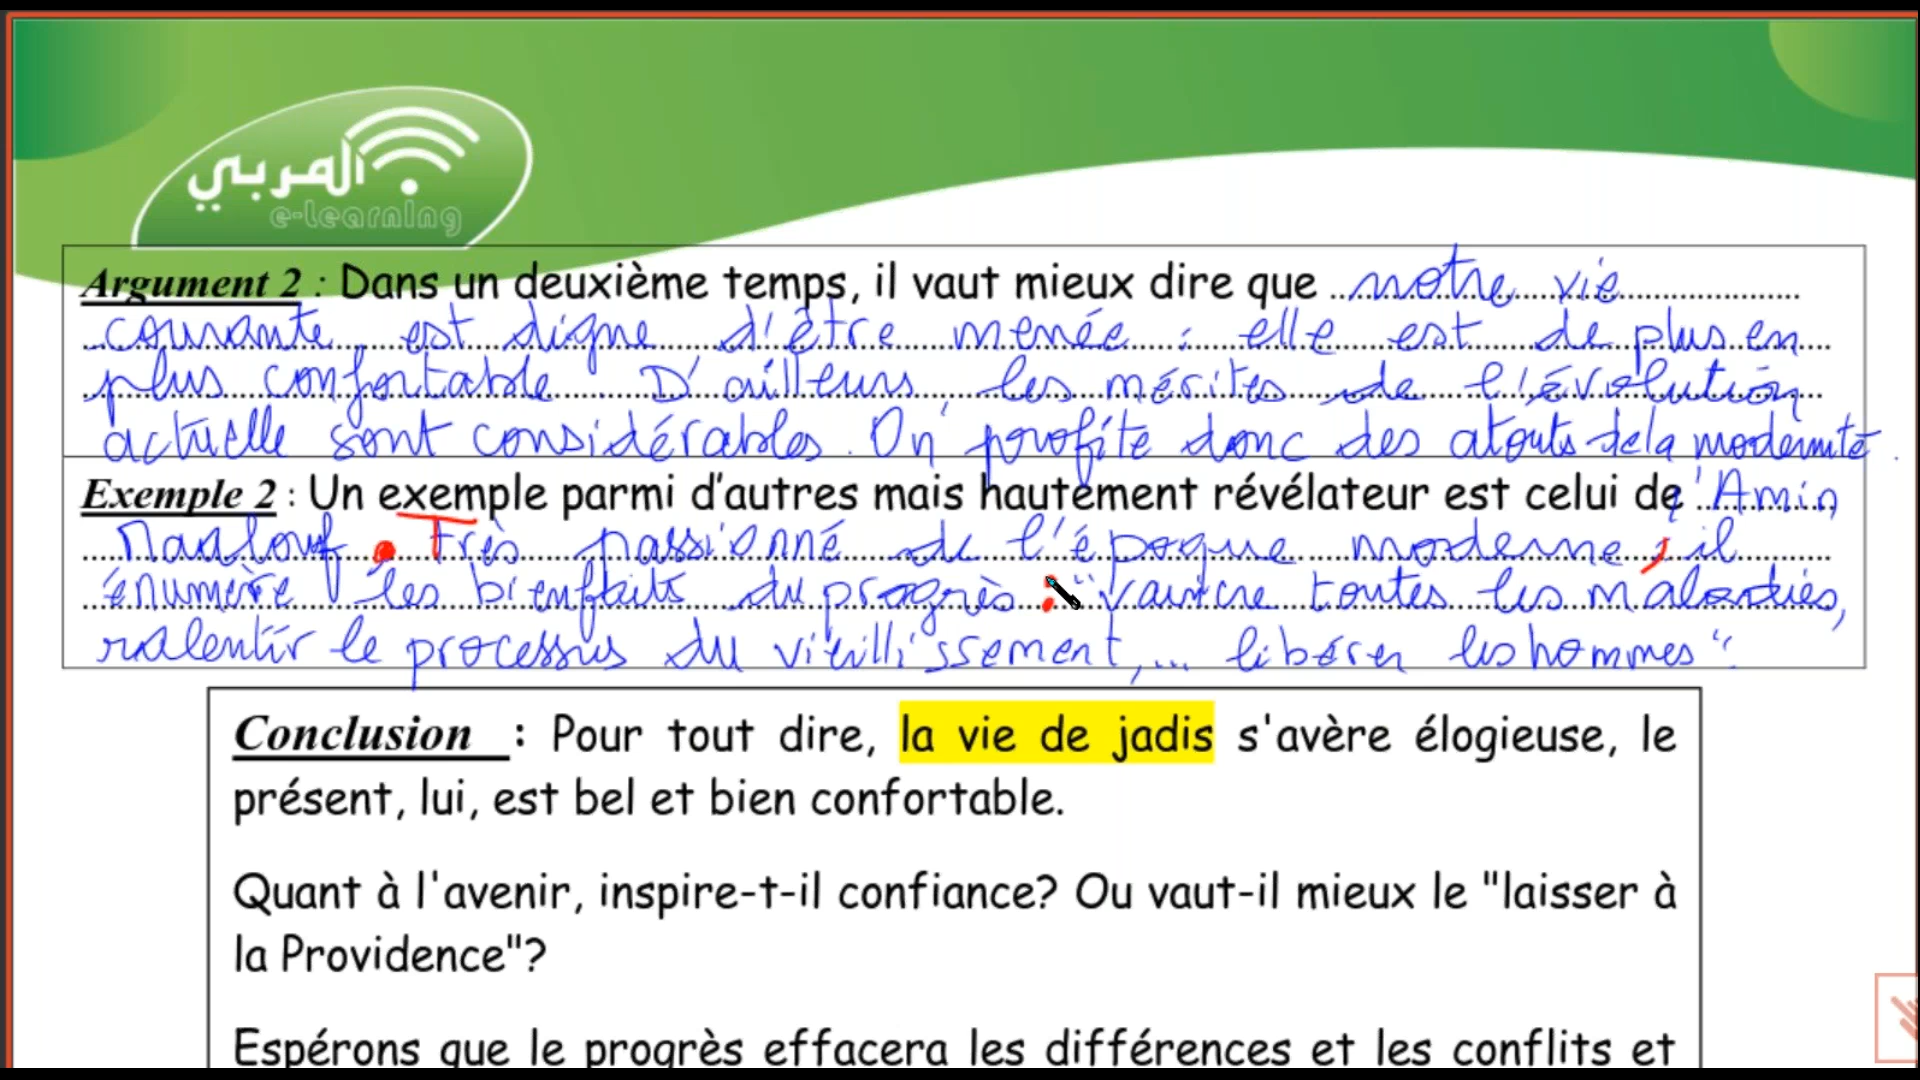 المربي
e-learning
Argument 2 : Dans un deuxième temps, il vaut mieux dire que notre vie
courante est digne d'être menée : elle est de plus en
plus confortable. D'ailleurs, les mérites de l'évolution
actuelle sont considérables. On profite donc des atouts de la modernité.
Exemple 2 : Un exemple parmi d'autres mais hautement révélateur est celui de d'Amin
Maalouf. Très passionné de l'époque moderne, il
énumère les bienfaits du progrès : "vaincre toutes les maladies,
ralentir le processus du vieillissement, ... libérer les hommes".
Conclusion : Pour tout dire, la vie de jadis s'avère élogieuse, le
présent, lui, est bel et bien confortable.
Quant à l'avenir, inspire-t-il confiance? Ou vaut-il mieux le "laisser à
la Providence"?
Espérons que le progrès effacera les différences et les conflits et